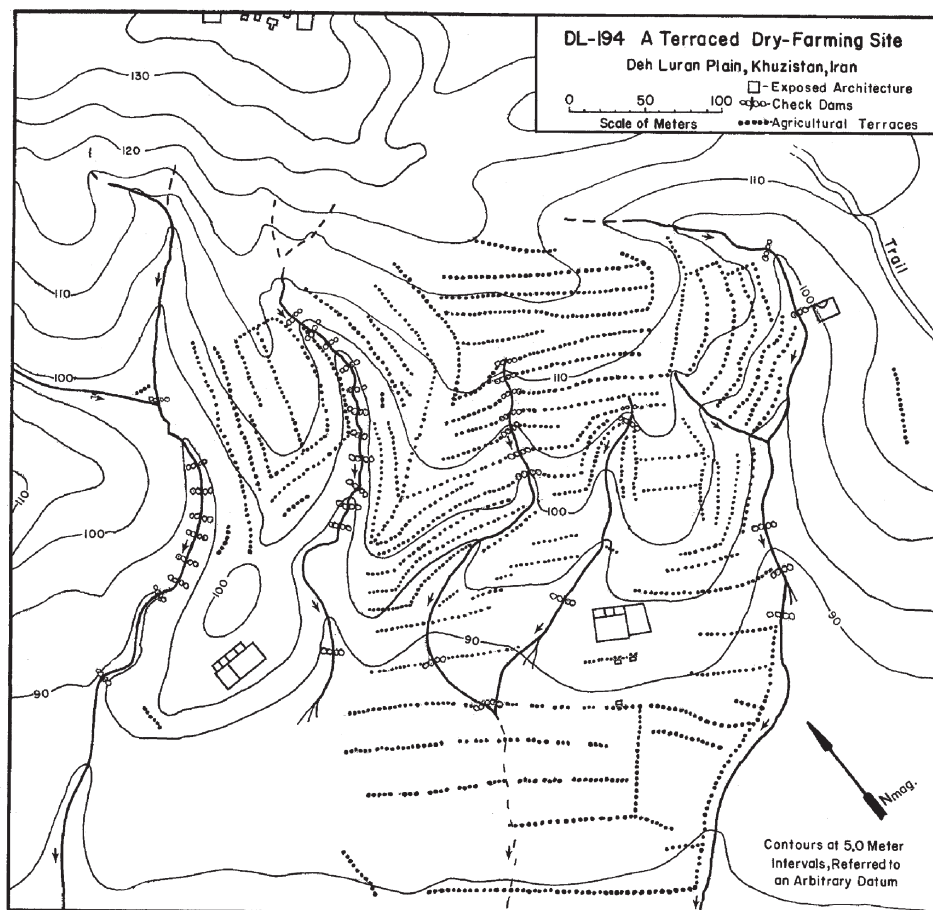 DL-194 A Terraced Dry-Farming Site
Deh Luran Plain, Khuzistan, Iran
- Exposed Architecture
0 50 100
- Check Dams
Scale of Meters
- Agricultural Terraces
130
120
110
110
Trail
110
100
100
110
110
100
100
100
90
90
90
N mag.
Contours at 5.0 Meter
Intervals, Referred to
an Arbitrary Datum